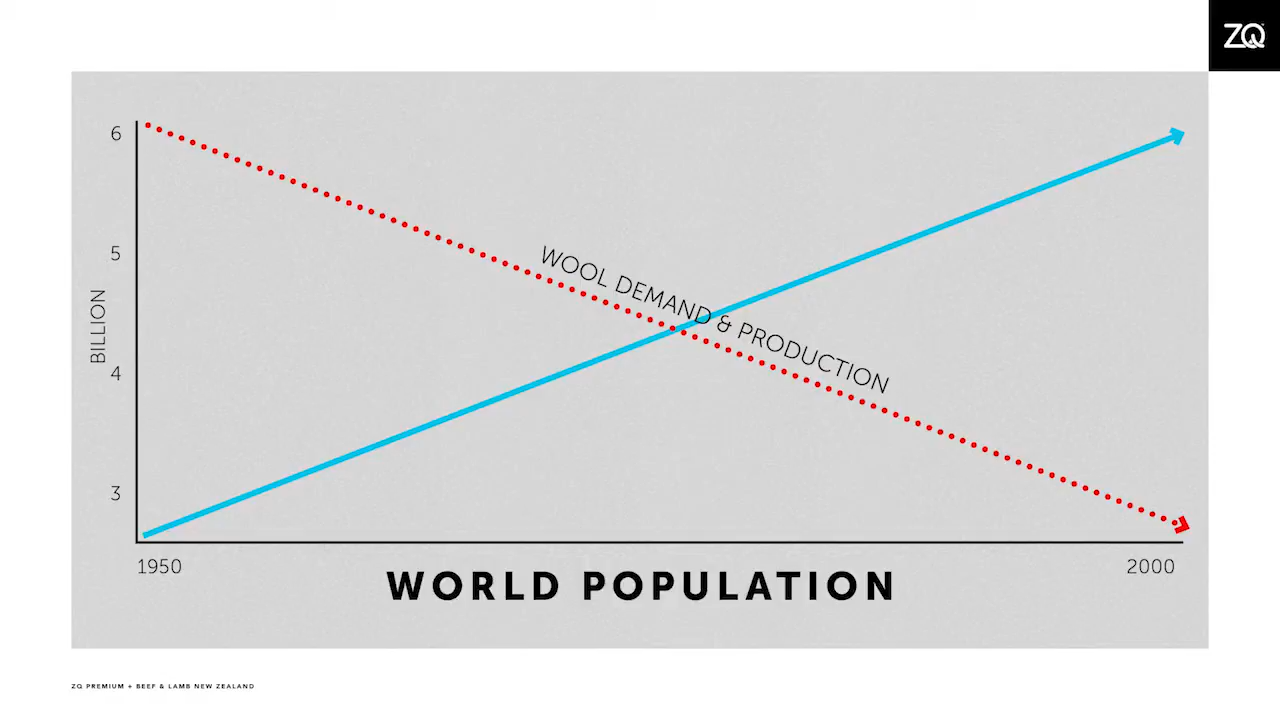 ZQ
6
5
4
3
BILLION
WOOL DEMAND & PRODUCTION
1950
2000
WORLD POPULATION
ZQ PREMIUM + BEEF & LAMB NEW ZEALAND